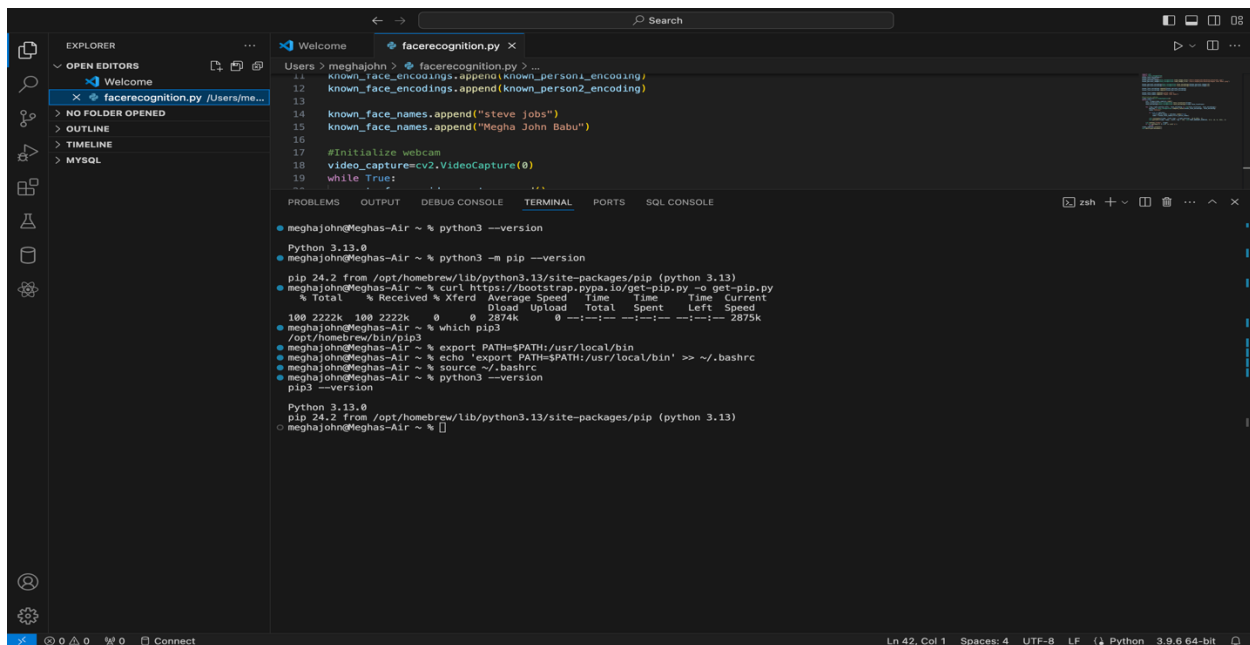 Search
EXPLORER
OPEN EDITORS
Welcome
facerecognition.py /Users/me...
NO FOLDER OPENED
OUTLINE
TIMELINE
MYSQL
Welcome
facerecognition.py
Users > meghajohn > facerecognition.py > ...
11 known_face_encodings.append(known_person1_encoding)
12 known_face_encodings.append(known_person2_encoding)
13
14 known_face_names.append("steve jobs")
15 known_face_names.append("Megha John Babu")
16
17 #Initialize webcam
18 video_capture=cv2.VideoCapture(0)
19 while True:
PROBLEMS OUTPUT DEBUG CONSOLE TERMINAL PORTS SQL CONSOLE
zsh
meghajohn@Meghas-Air ~ % python3 --version
Python 3.13.0
meghajohn@Meghas-Air ~ % python3 -m pip --version
pip 24.2 from /opt/homebrew/lib/python3.13/site-packages/pip (python 3.13)
meghajohn@Meghas-Air ~ % curl https://bootstrap.pypa.io/get-pip.py -o get-pip.py
% Total % Received % Xferd Average Speed Time Time Time Current
Dload Upload Total Spent Left Speed
100 2222k 100 2222k 0 0 2874k 0 --:--:-- --:--:-- --:--:-- 2875k
meghajohn@Meghas-Air ~ % which pip3
/opt/homebrew/bin/pip3
meghajohn@Meghas-Air ~ % export PATH=$PATH:/usr/local/bin
meghajohn@Meghas-Air ~ % echo 'export PATH=$PATH:/usr/local/bin' >> ~/.bashrc
meghajohn@Meghas-Air ~ % source ~/.bashrc
meghajohn@Meghas-Air ~ % python3 --version
pip3 --version
Python 3.13.0
pip 24.2 from /opt/homebrew/lib/python3.13/site-packages/pip (python 3.13)
meghajohn@Meghas-Air ~ %
0 0 0 Connect
Ln 42, Col 1 Spaces: 4 UTF-8 LF Python 3.9.6 64-bit